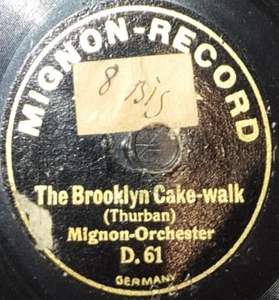 MIGNON-RECORD
8 bis
The Brooklyn Cake-walk
(Thurban)
Mignon-Orchester
D. 61
GERMANY